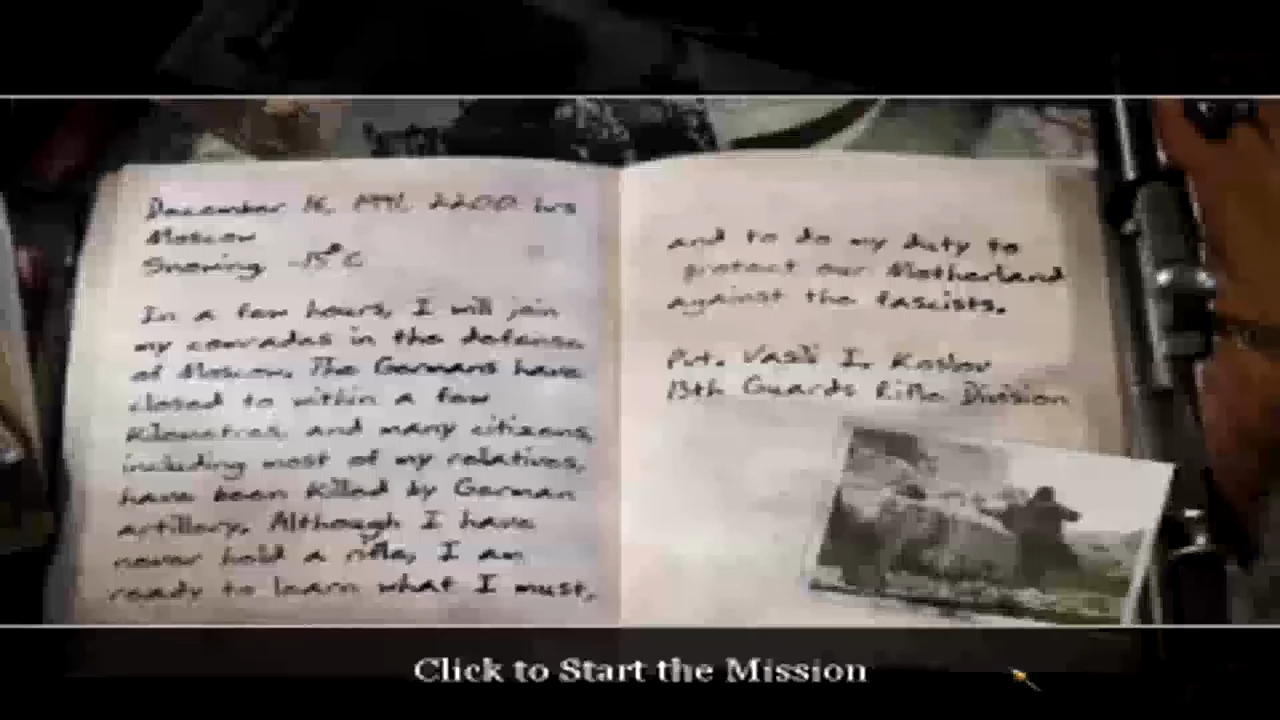 December 16, 1941, 2200 hrs
Moscow
Snowing -15° C
In a few hours, I will join
my comrades in the defense
of Moscow. The Germans have
closed to within a few
kilometres and many citizens,
including most of my relatives,
have been killed by German
artillery. Although I have
never held a rifle, I am
ready to learn what I must,
and to do my duty to
protect our Motherland
against the fascists.
Pvt. Vasili I. Koslov
13th Guards Rifle Division
Click to Start the Mission